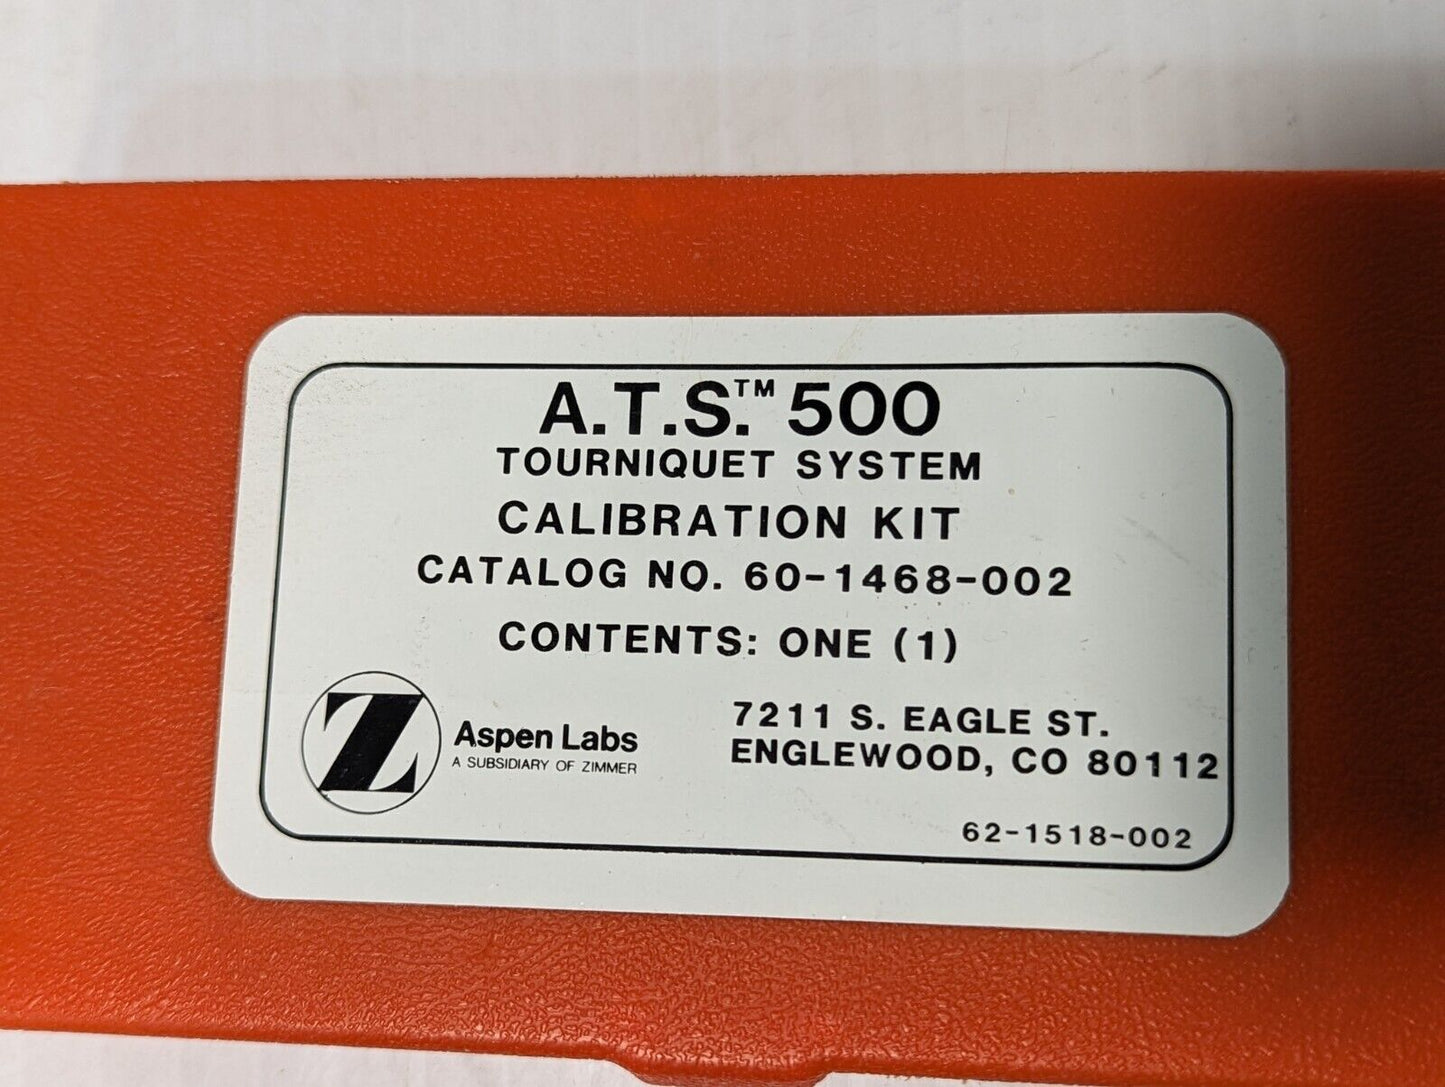 A.T.S.™ 500
TOURNIQUET SYSTEM
CALIBRATION KIT
CATALOG NO. 60-1468-002
CONTENTS: ONE (1)
Z
Aspen Labs
A SUBSIDIARY OF ZIMMER
7211 S. EAGLE ST.
ENGLEWOOD, CO 80112
62-1518-002